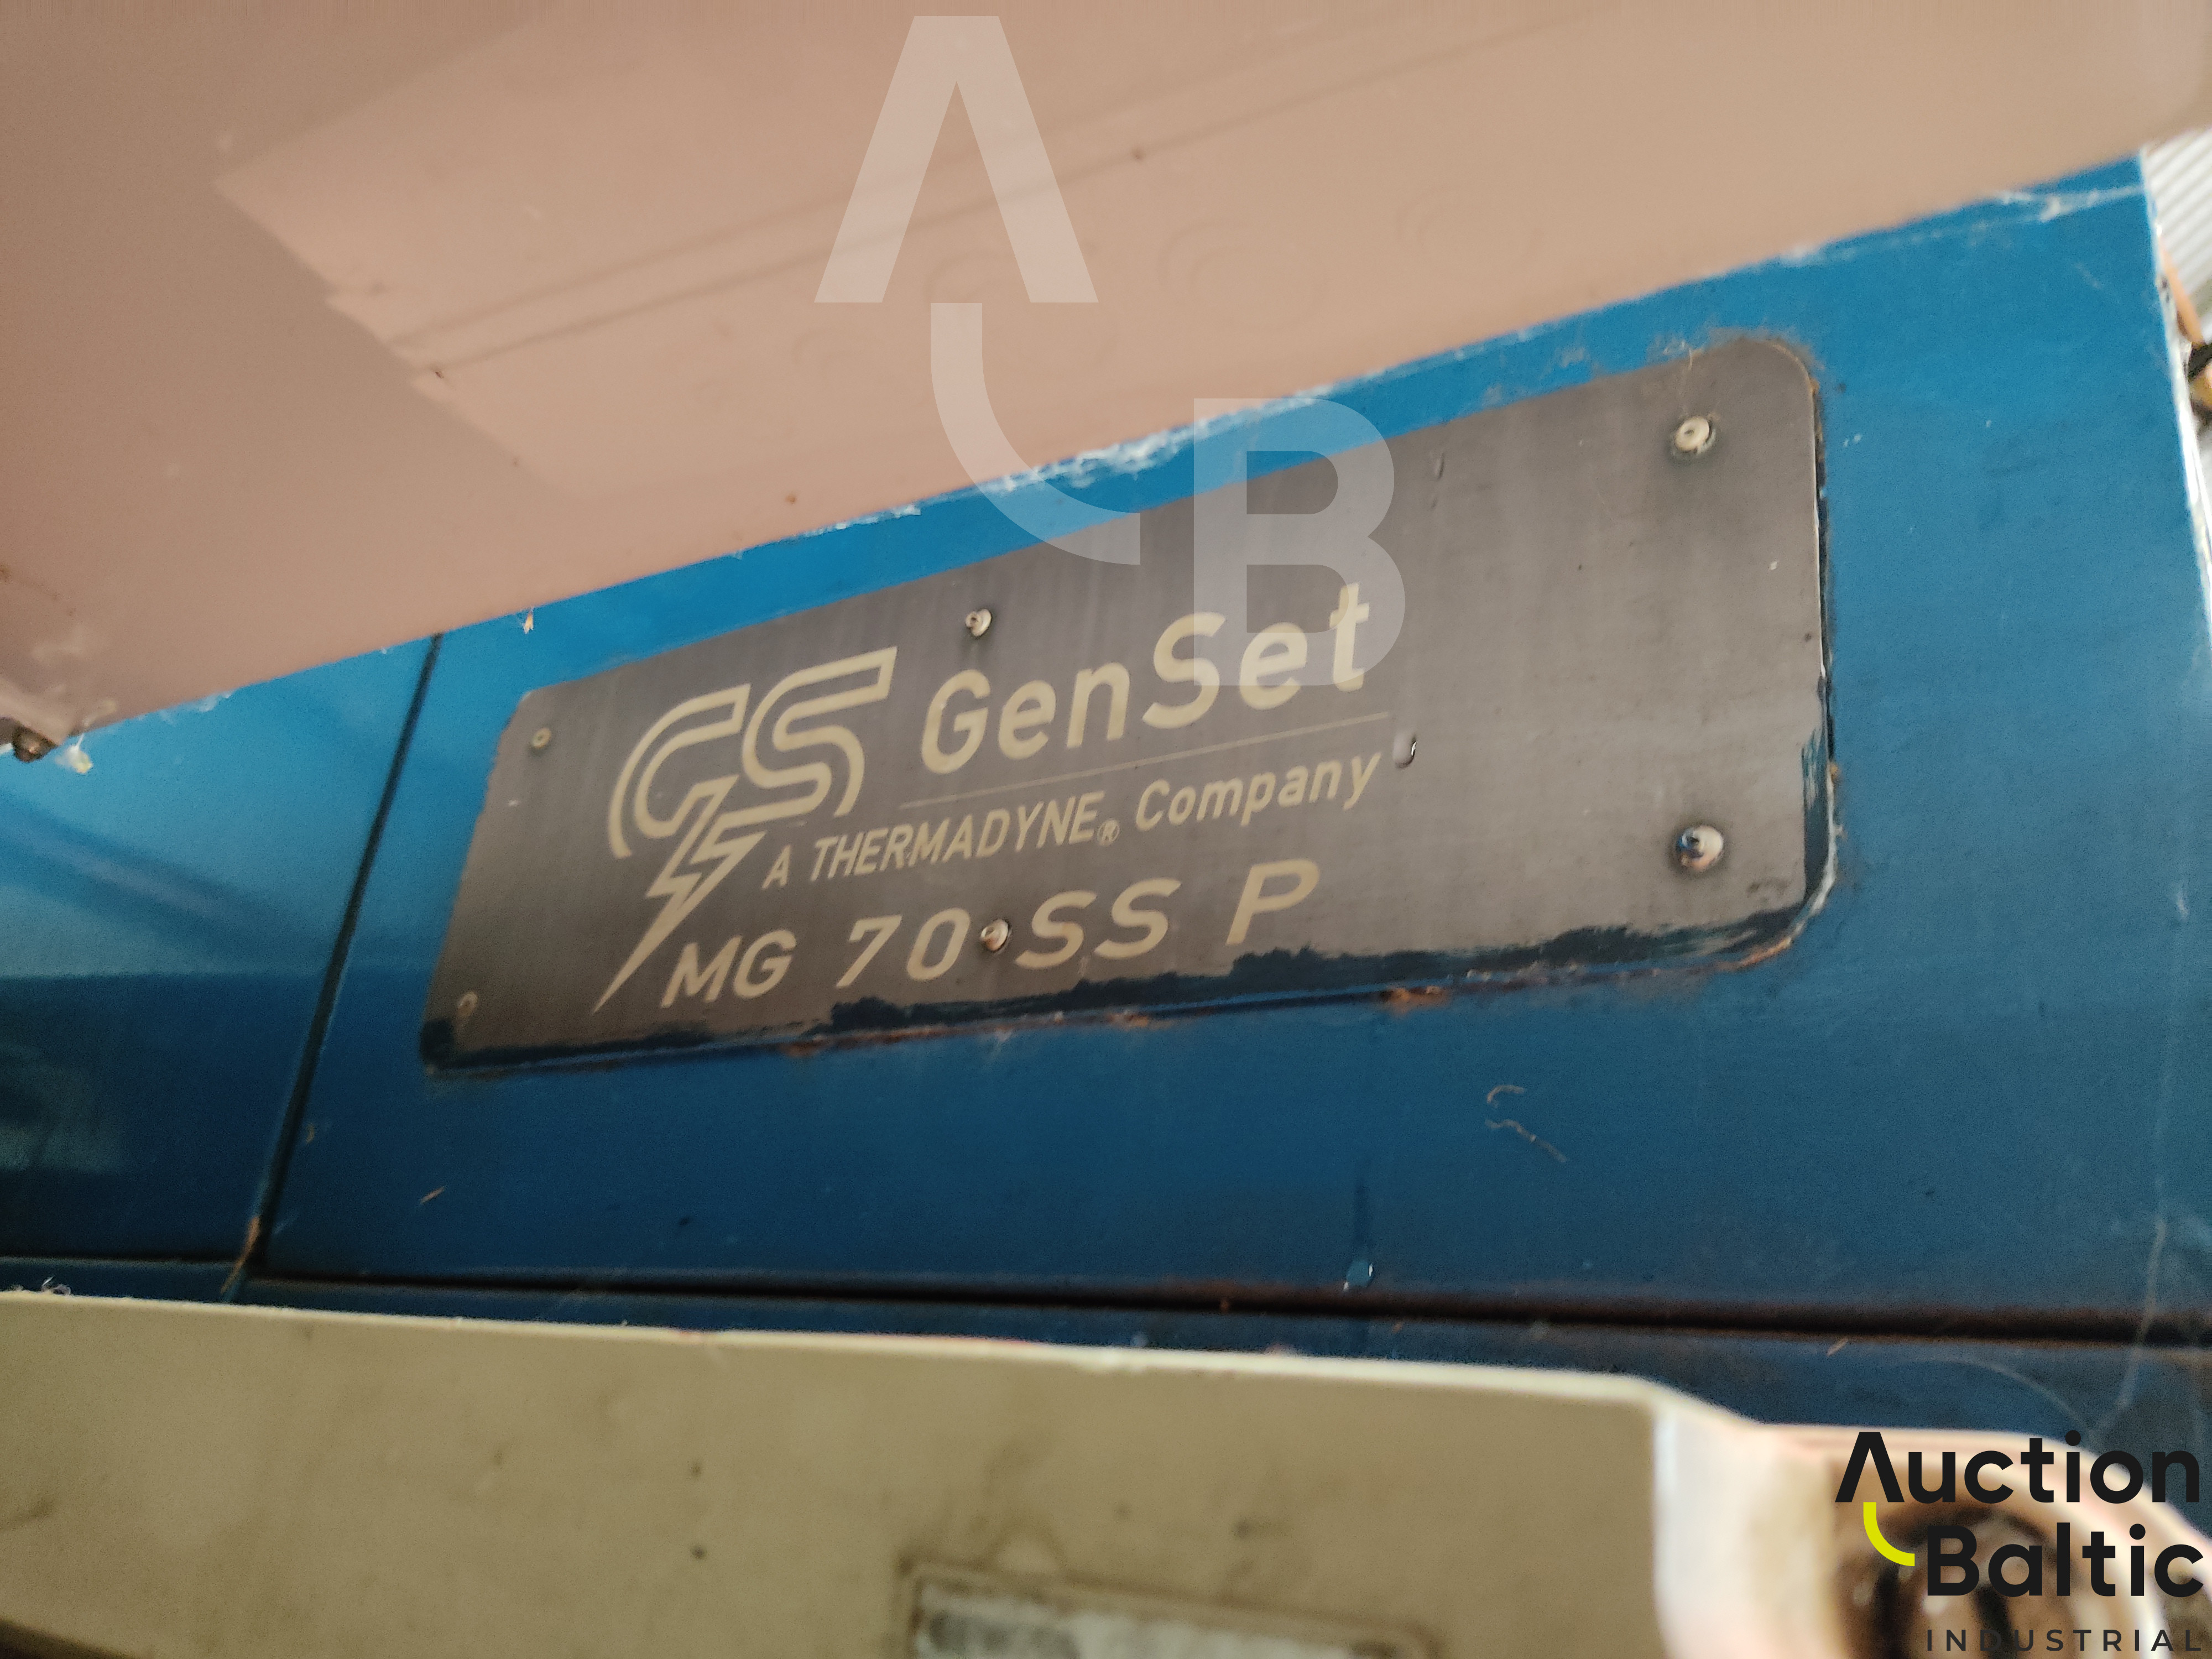 A
B
GS GenSet
A THERMADYNE® Company
MG 70 SS P
Auction
Baltic
INDUSTRIAL